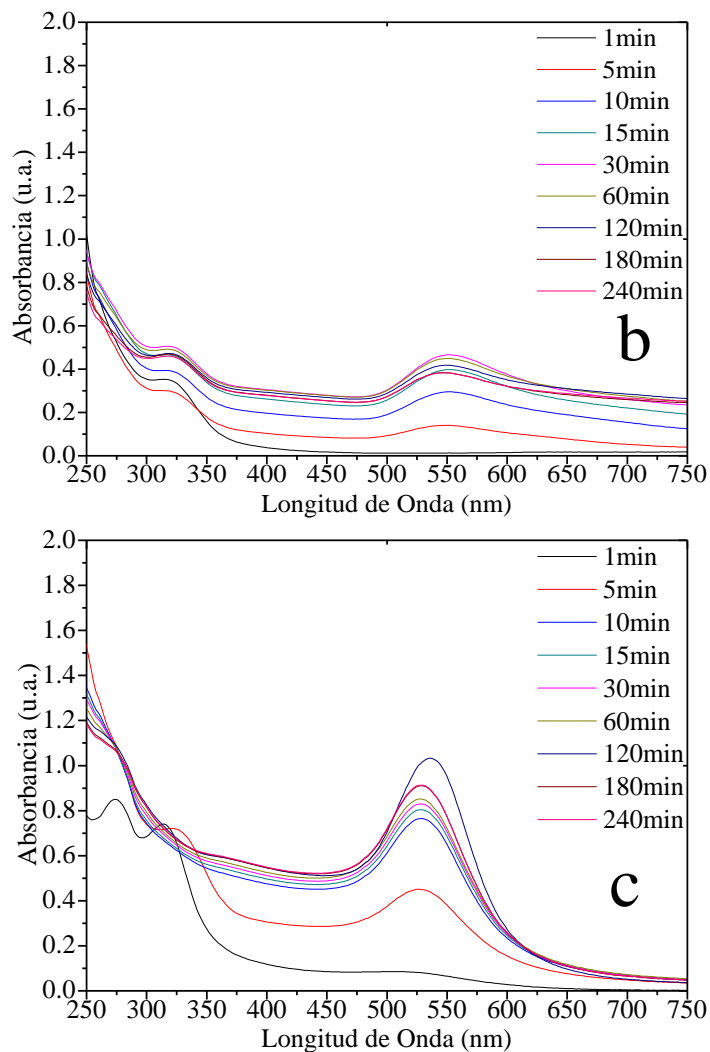 2.0
1.8
1.6
1.4
1.2
1.0
0.8
0.6
0.4
0.2
0.0
Absorbancia (u.a.)
1min
5min
10min
15min
30min
60min
120min
180min
240min
b
250 300 350 400 450 500 550 600 650 700 750
Longitud de Onda (nm)
2.0
1.8
1.6
1.4
1.2
1.0
0.8
0.6
0.4
0.2
0.0
Absorbancia (u.a.)
1min
5min
10min
15min
30min
60min
120min
180min
240min
c
250 300 350 400 450 500 550 600 650 700 750
Longitud de Onda (nm)